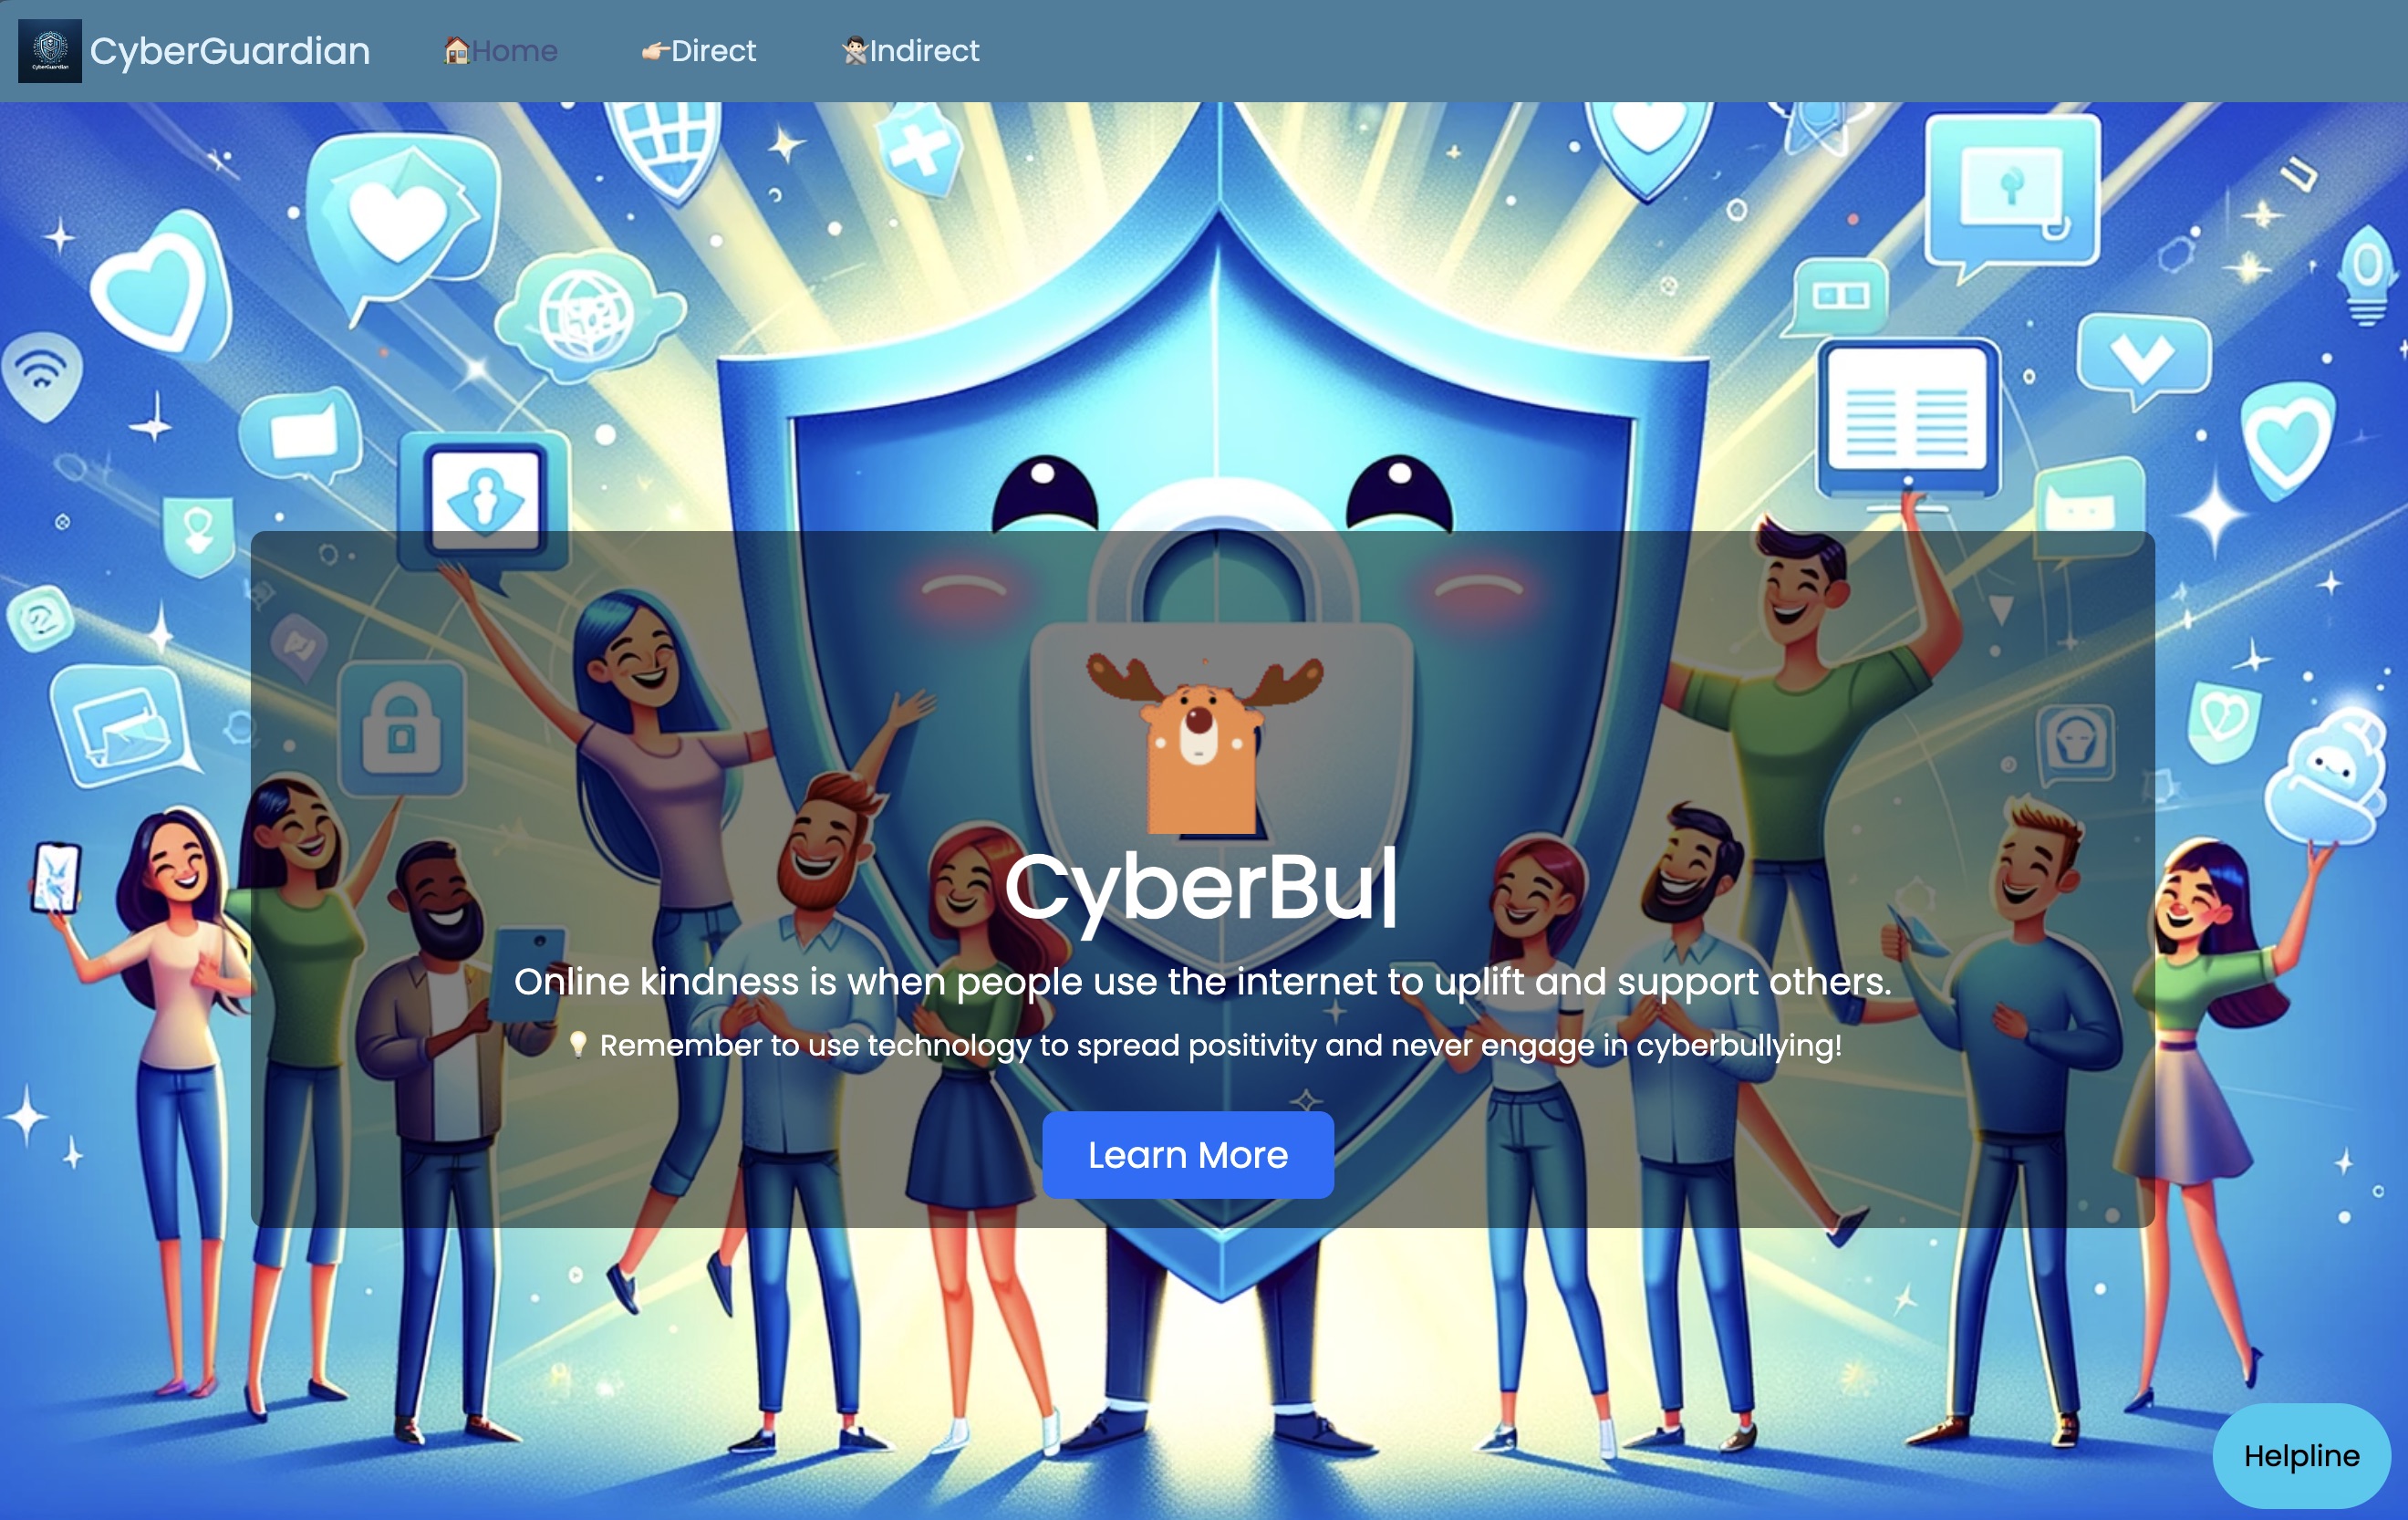 CyberGuardian
CyberGuardian
🏠Home
👉🏻Direct
🙅🏻Indirect
CyberBu|
Online kindness is when people use the internet to uplift and support others.
💡 Remember to use technology to spread positivity and never engage in cyberbullying!
Learn More
Helpline